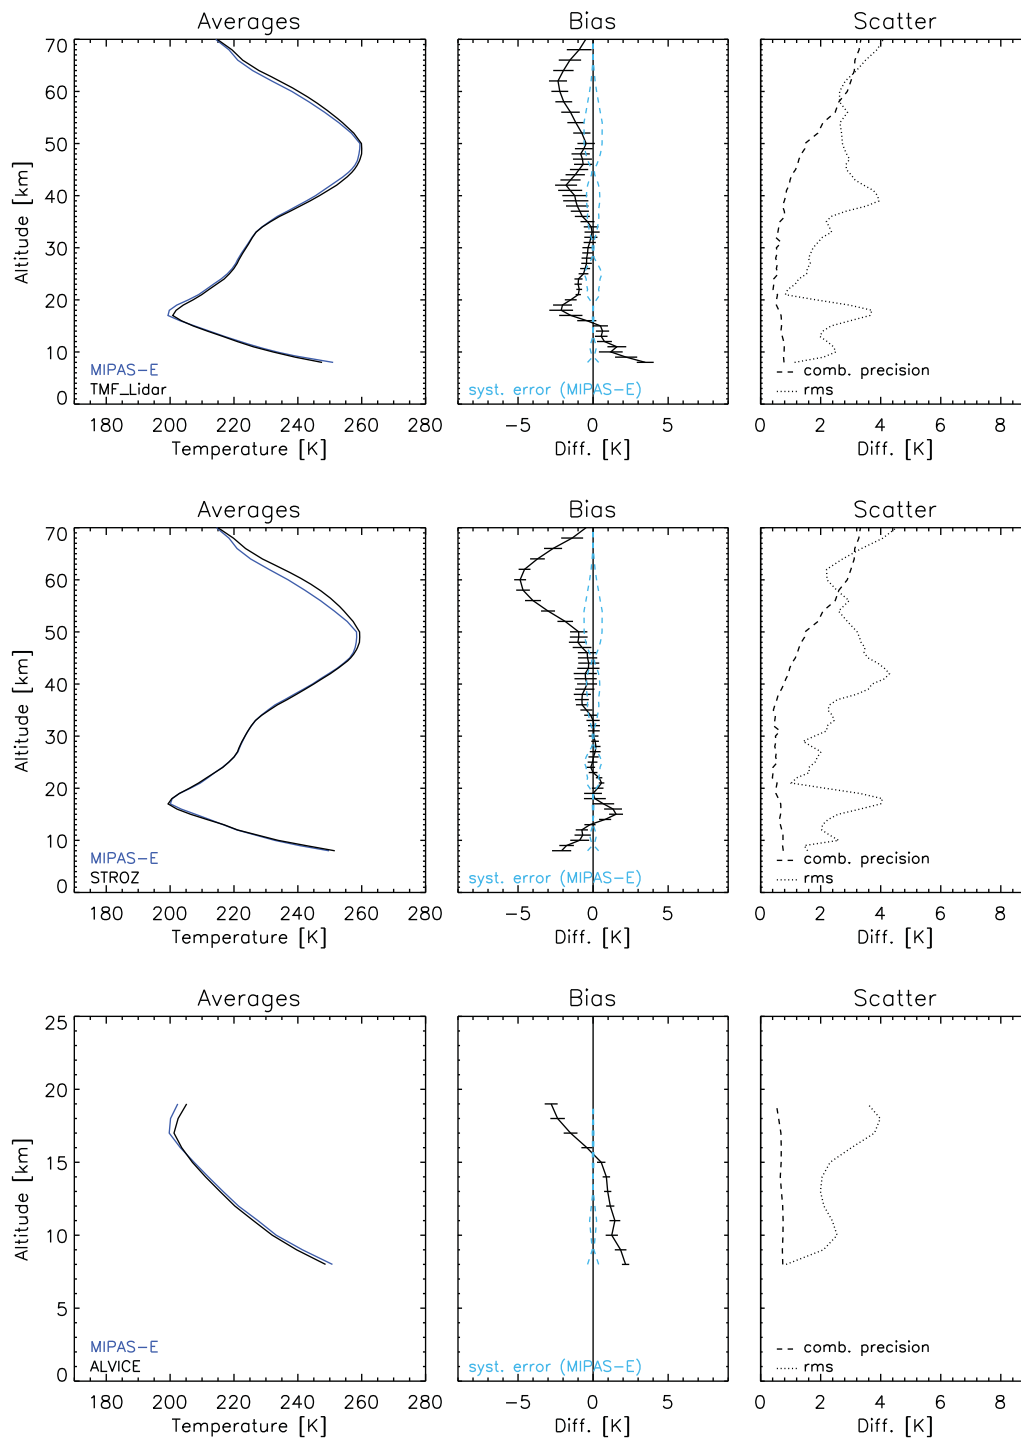 Averages Bias Scatter
70
60
50
40
30
20
10
0
Altitude [km]
MIPAS-E
TMF_Lidar
syst. error (MIPAS-E)
comb. precision
rms
180 200 220 240 260 280 -5 0 5 0 2 4 6 8
Temperature [K] Diff. [K] Diff. [K]
Averages Bias Scatter
70
60
50
40
30
20
10
0
Altitude [km]
MIPAS-E
STROZ
syst. error (MIPAS-E)
comb. precision
rms
180 200 220 240 260 280 -5 0 5 0 2 4 6 8
Temperature [K] Diff. [K] Diff. [K]
Averages Bias Scatter
25
20
15
10
5
0
Altitude [km]
MIPAS-E
ALVICE
syst. error (MIPAS-E)
comb. precision
rms
180 200 220 240 260 280 -5 0 5 0 2 4 6 8
Temperature [K] Diff. [K] Diff. [K]